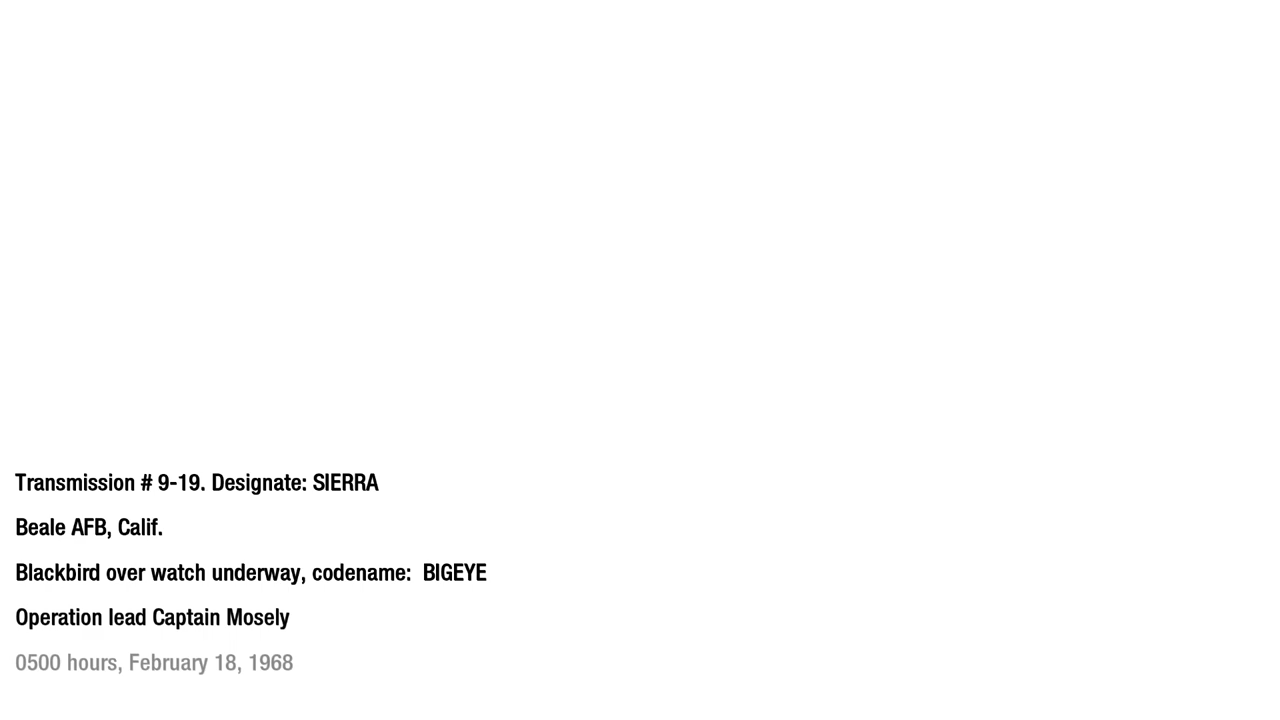 Transmission # 9-19. Designate: SIERRA
Beale AFB, Calif.
Blackbird over watch underway, codename:  BIGEYE
Operation lead Captain Mosely
0500 hours, February 18, 1968